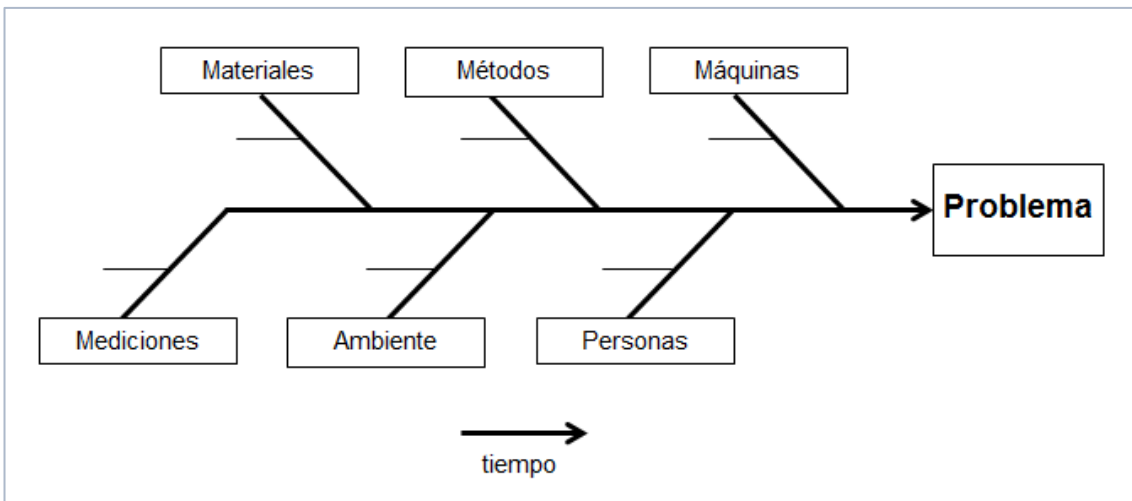 Materiales
Métodos
Máquinas
Problema
Mediciones
Ambiente
Personas
tiempo